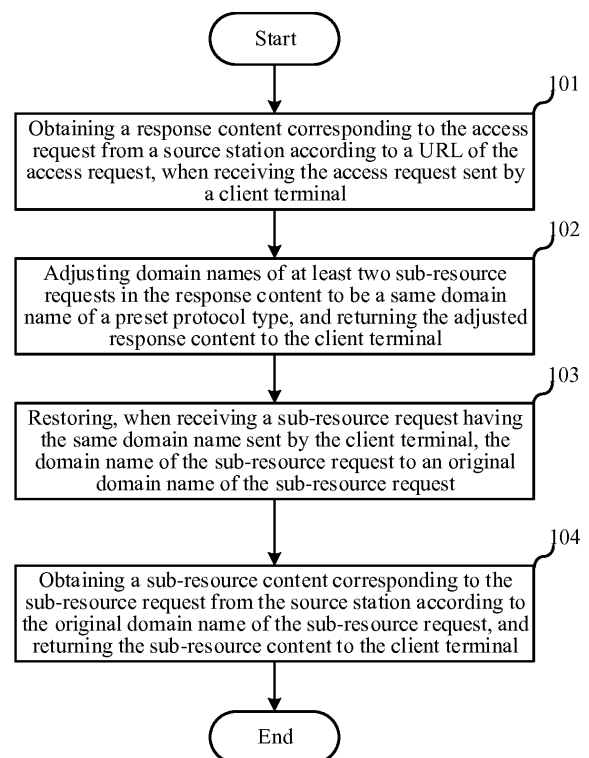 Start
101
Obtaining a response content corresponding to the access
request from a source station according to a URL of the
access request, when receiving the access request sent by
a client terminal
102
Adjusting domain names of at least two sub-resource
requests in the response content to be a same domain
name of a preset protocol type, and returning the adjusted
response content to the client terminal
103
Restoring, when receiving a sub-resource request having
the same domain name sent by the client terminal, the
domain name of the sub-resource request to an original
domain name of the sub-resource request
104
Obtaining a sub-resource content corresponding to the
sub-resource request from the source station according to
the original domain name of the sub-resource request, and
returning the sub-resource content to the client terminal
End